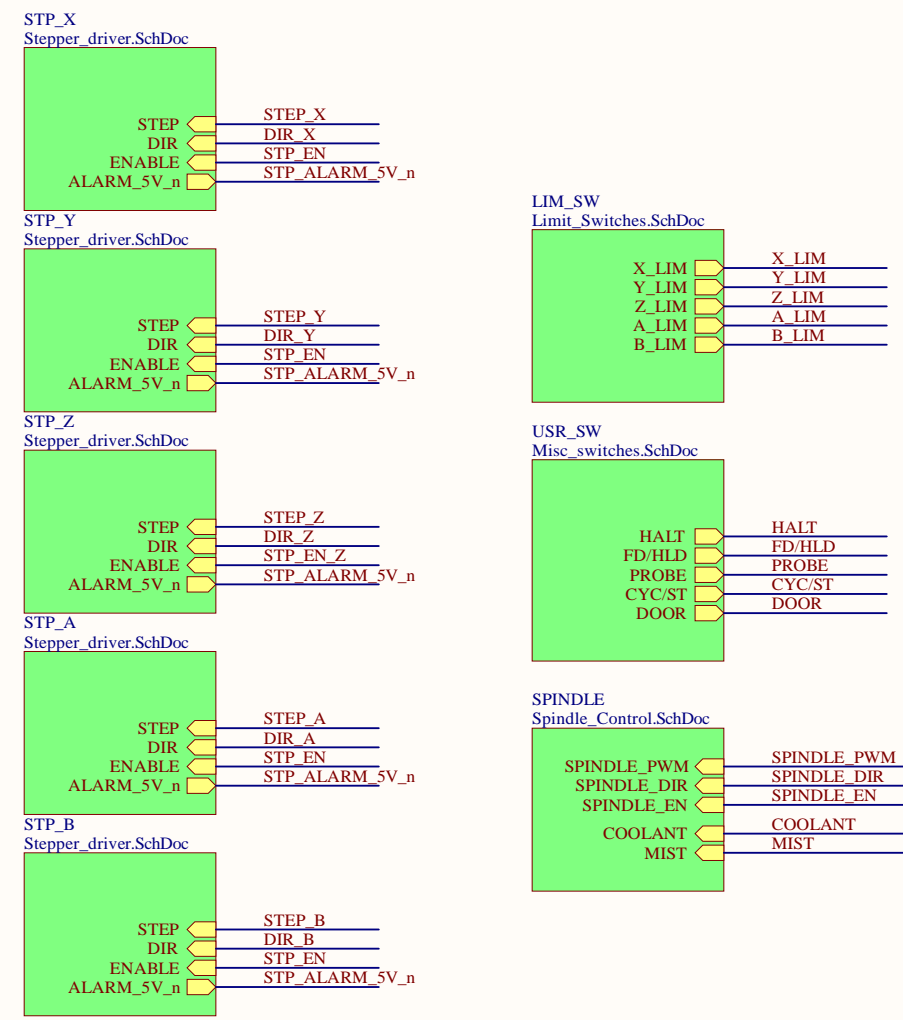 STP_X
Stepper_driver.SchDoc
STEP STEP_X
DIR DIR_X
ENABLE STP_EN
ALARM_5V_n STP_ALARM_5V_n
STP_Y
Stepper_driver.SchDoc
STEP STEP_Y
DIR DIR_Y
ENABLE STP_EN
ALARM_5V_n STP_ALARM_5V_n
STP_Z
Stepper_driver.SchDoc
STEP STEP_Z
DIR DIR_Z
ENABLE STP_EN_Z
ALARM_5V_n STP_ALARM_5V_n
STP_A
Stepper_driver.SchDoc
STEP STEP_A
DIR DIR_A
ENABLE STP_EN
ALARM_5V_n STP_ALARM_5V_n
STP_B
Stepper_driver.SchDoc
STEP STEP_B
DIR DIR_B
ENABLE STP_EN
ALARM_5V_n STP_ALARM_5V_n
LIM_SW
Limit_Switches.SchDoc
X_LIM X_LIM
Y_LIM Y_LIM
Z_LIM Z_LIM
A_LIM A_LIM
B_LIM B_LIM
USR_SW
Misc_switches.SchDoc
HALT HALT
FD/HLD FD/HLD
PROBE PROBE
CYC/ST CYC/ST
DOOR DOOR
SPINDLE
Spindle_Control.SchDoc
SPINDLE_PWM SPINDLE_PWM
SPINDLE_DIR SPINDLE_DIR
SPINDLE_EN SPINDLE_EN
COOLANT COOLANT
MIST MIST